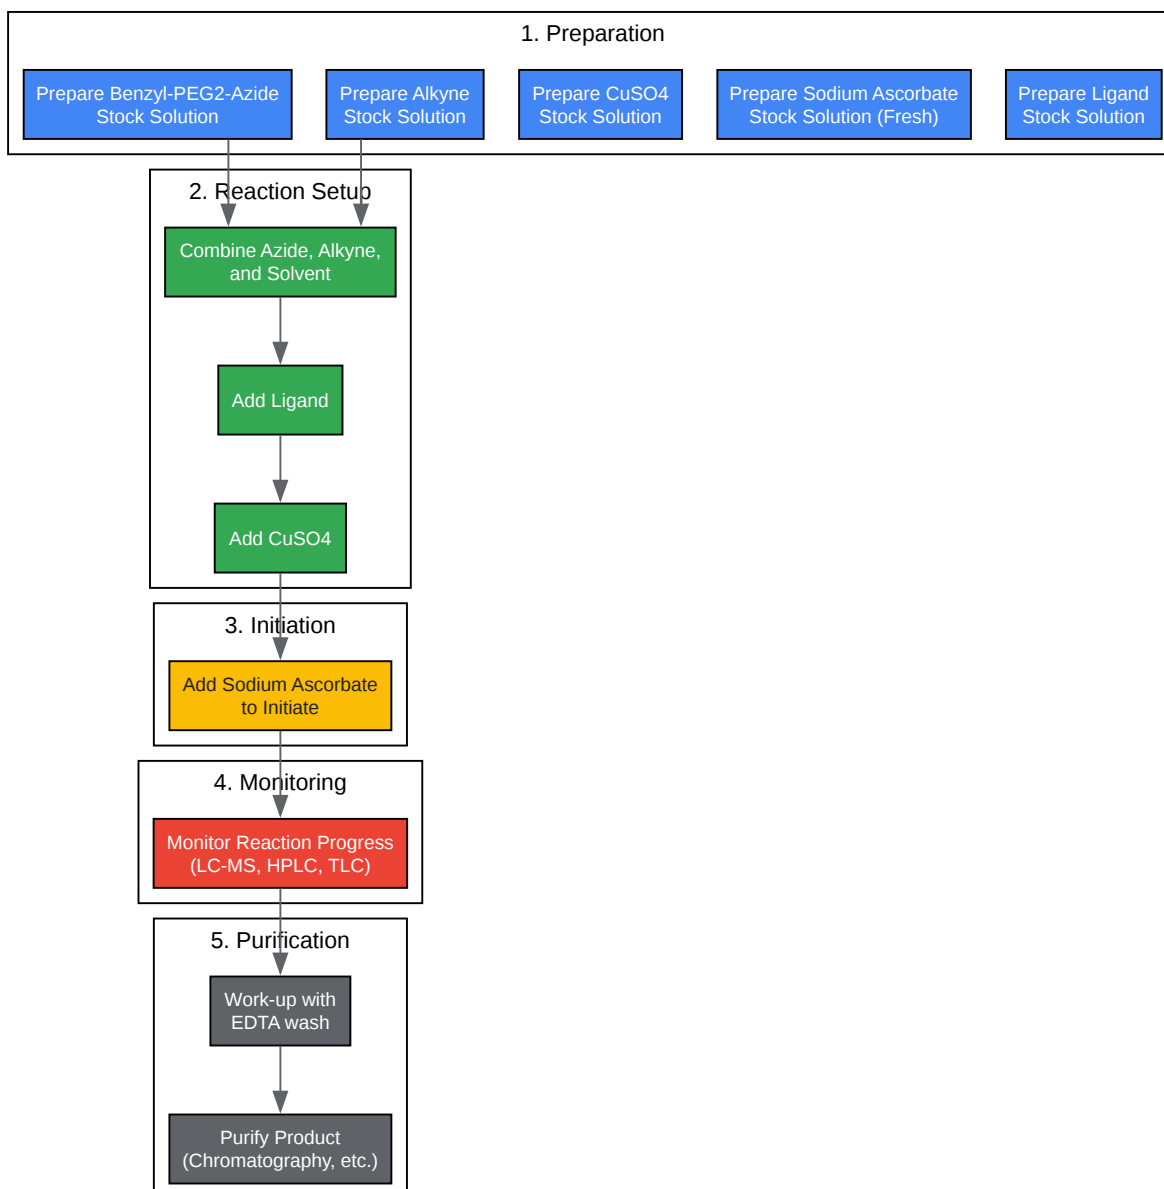 1. Preparation
Prepare Benzyl-PEG2-Azide
Stock Solution
Prepare Alkyne
Stock Solution
Prepare CuSO4
Stock Solution
Prepare Sodium Ascorbate
Stock Solution (Fresh)
Prepare Ligand
Stock Solution
2. Reaction Setup
Combine Azide, Alkyne,
and Solvent
Add Ligand
Add CuSO4
3. Initiation
Add Sodium Ascorbate
to Initiate
4. Monitoring
Monitor Reaction Progress
(LC-MS, HPLC, TLC)
5. Purification
Work-up with
EDTA wash
Purify Product
(Chromatography, etc.)